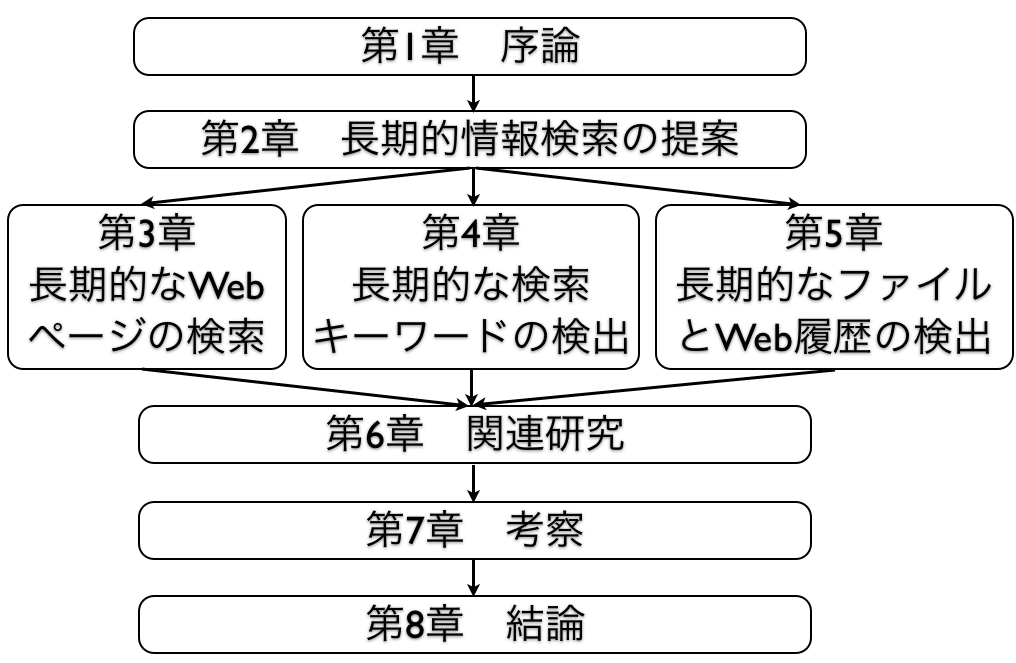 第1章　序論
第2章　長期的情報検索の提案
第3章
長期的なWeb
ページの検索
第4章
長期的な検索
キーワードの検出
第5章
長期的なファイル
とWeb履歴の検出
第6章　関連研究
第7章　考察
第8章　結論